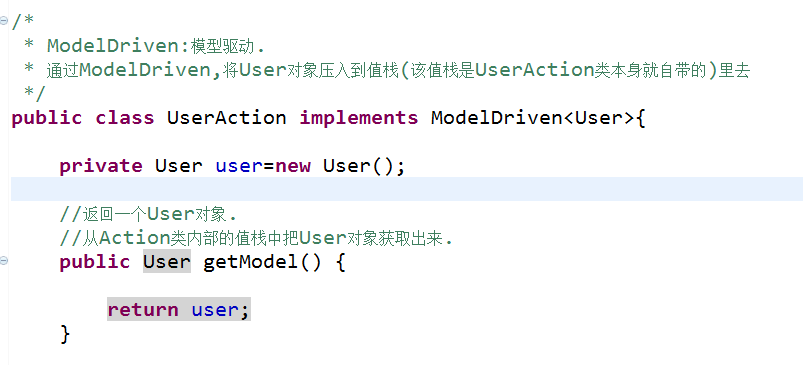 /*
 * ModelDriven:模型驱动.
 * 通过ModelDriven,将User对象压入到值栈(该值栈是UserAction类本身就自带的)里去
 */
public class UserAction implements ModelDriven<User>{
private User user=new User();
//返回一个User对象.
//从Action类内部的值栈中把User对象获取出来.
public User getModel() {
return user;
}